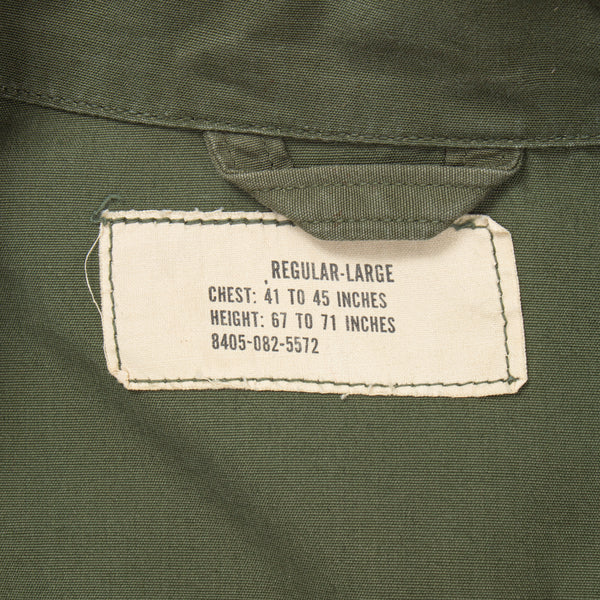 REGULAR-LARGE
CHEST: 41 TO 45 INCHES
HEIGHT: 67 TO 71 INCHES
8405-082-5572